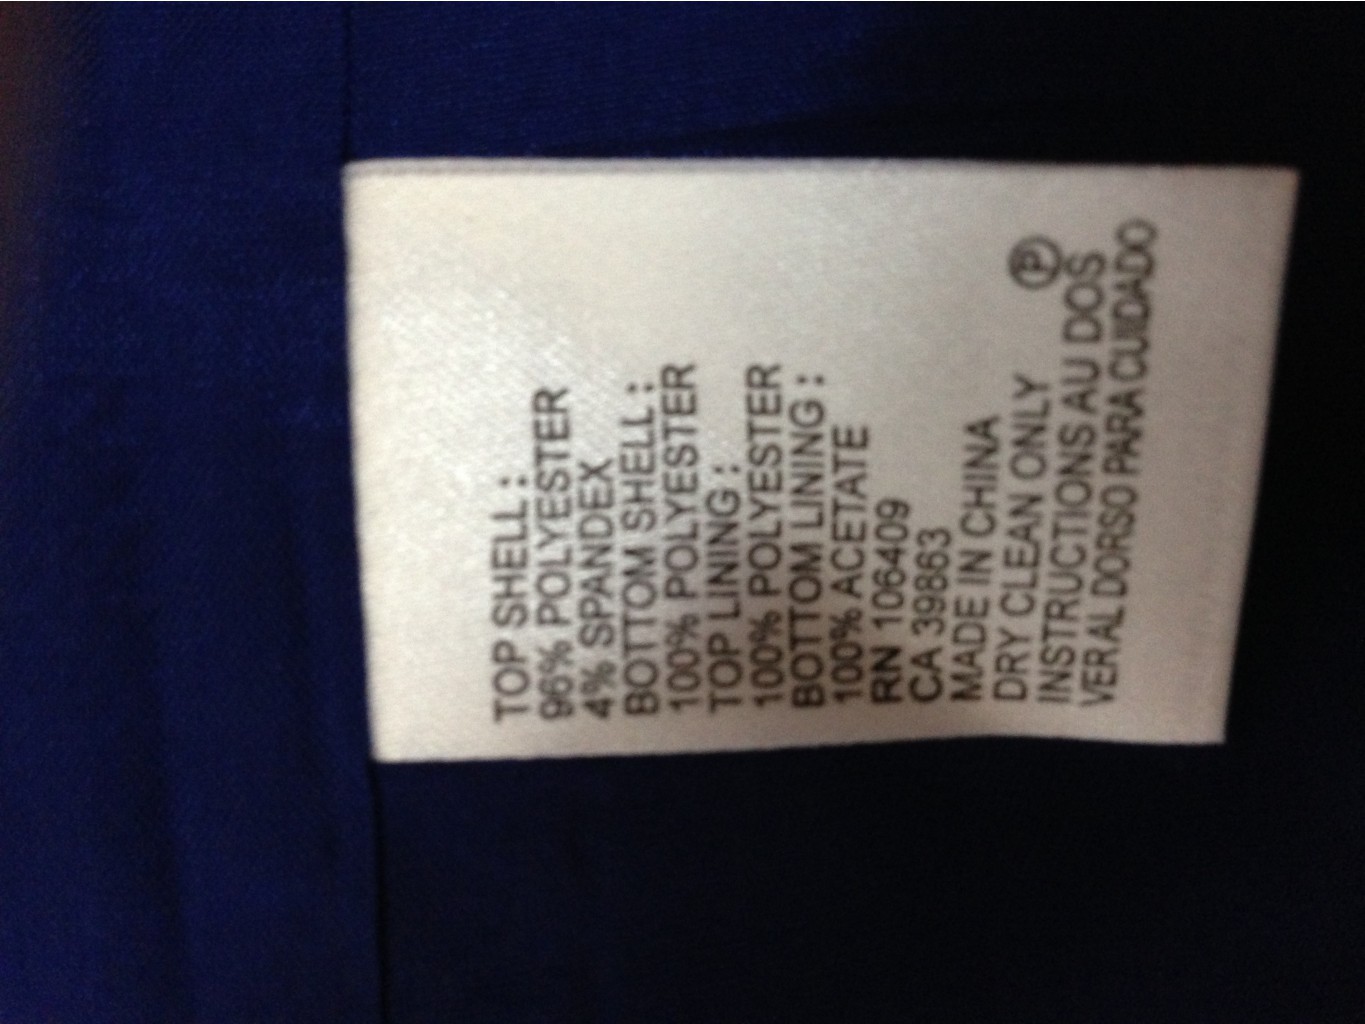 TOP SHELL:
96% POLYESTER
4% SPANDEX
BOTTOM SHELL:
100% POLYESTER
TOP LINING:
100% POLYESTER
BOTTOM LINING:
100% ACETATE
RN 106409
CA 39863
MADE IN CHINA
DRY CLEAN ONLY Ⓟ
INSTRUCTIONS AU DOS
VER AL DORSO PARA CUIDADO